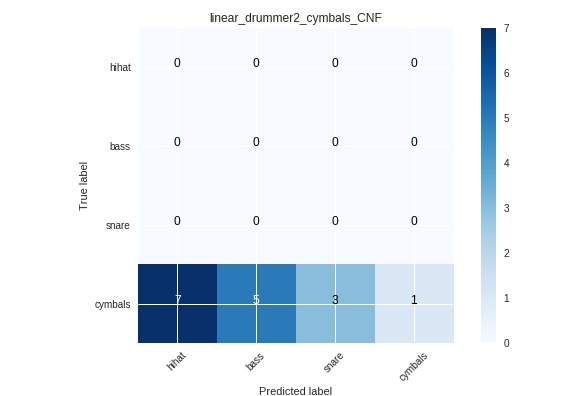 linear_drummer2_cymbals_CNF
True label
hihat 0 0 0 0
bass 0 0 0 0
snare 0 0 0 0
cymbals 7 5 3 1
hihat bass snare cymbals
Predicted label
7
6
5
4
3
2
1
0